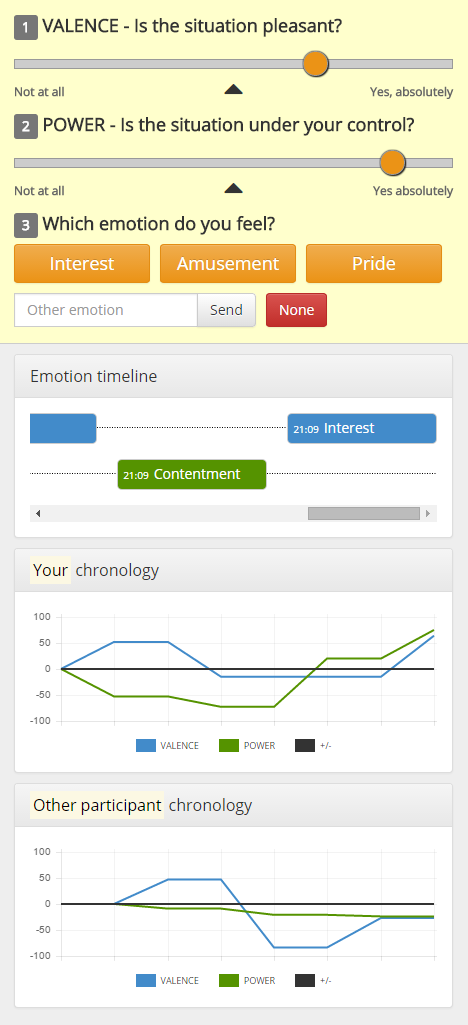 1 VALENCE - Is the situation pleasant?
Not at all Yes, absolutely
2 POWER - Is the situation under your control?
Not at all Yes absolutely
3 Which emotion do you feel?
Interest Amusement Pride
Other emotion Send None
Emotion timeline
21:09 Interest
21:09 Contentment
Your chronology
100
50
0
-50
-100
VALENCE POWER +/-
Other participant chronology
100
50
0
-50
-100
VALENCE POWER +/-